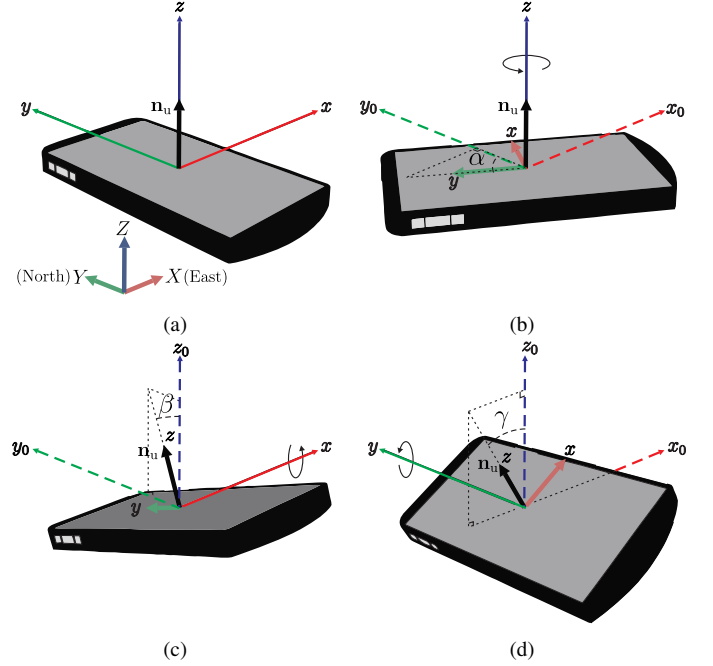 z
y
n_u
x
Z
(North) Y
X (East)
(a)
z
y_0
n_u
x_0
x
α
y
(b)
z_0
β
y_0
z
x
n_u
y
(c)
z_0
γ
y
z
x
x_0
n_u
(d)